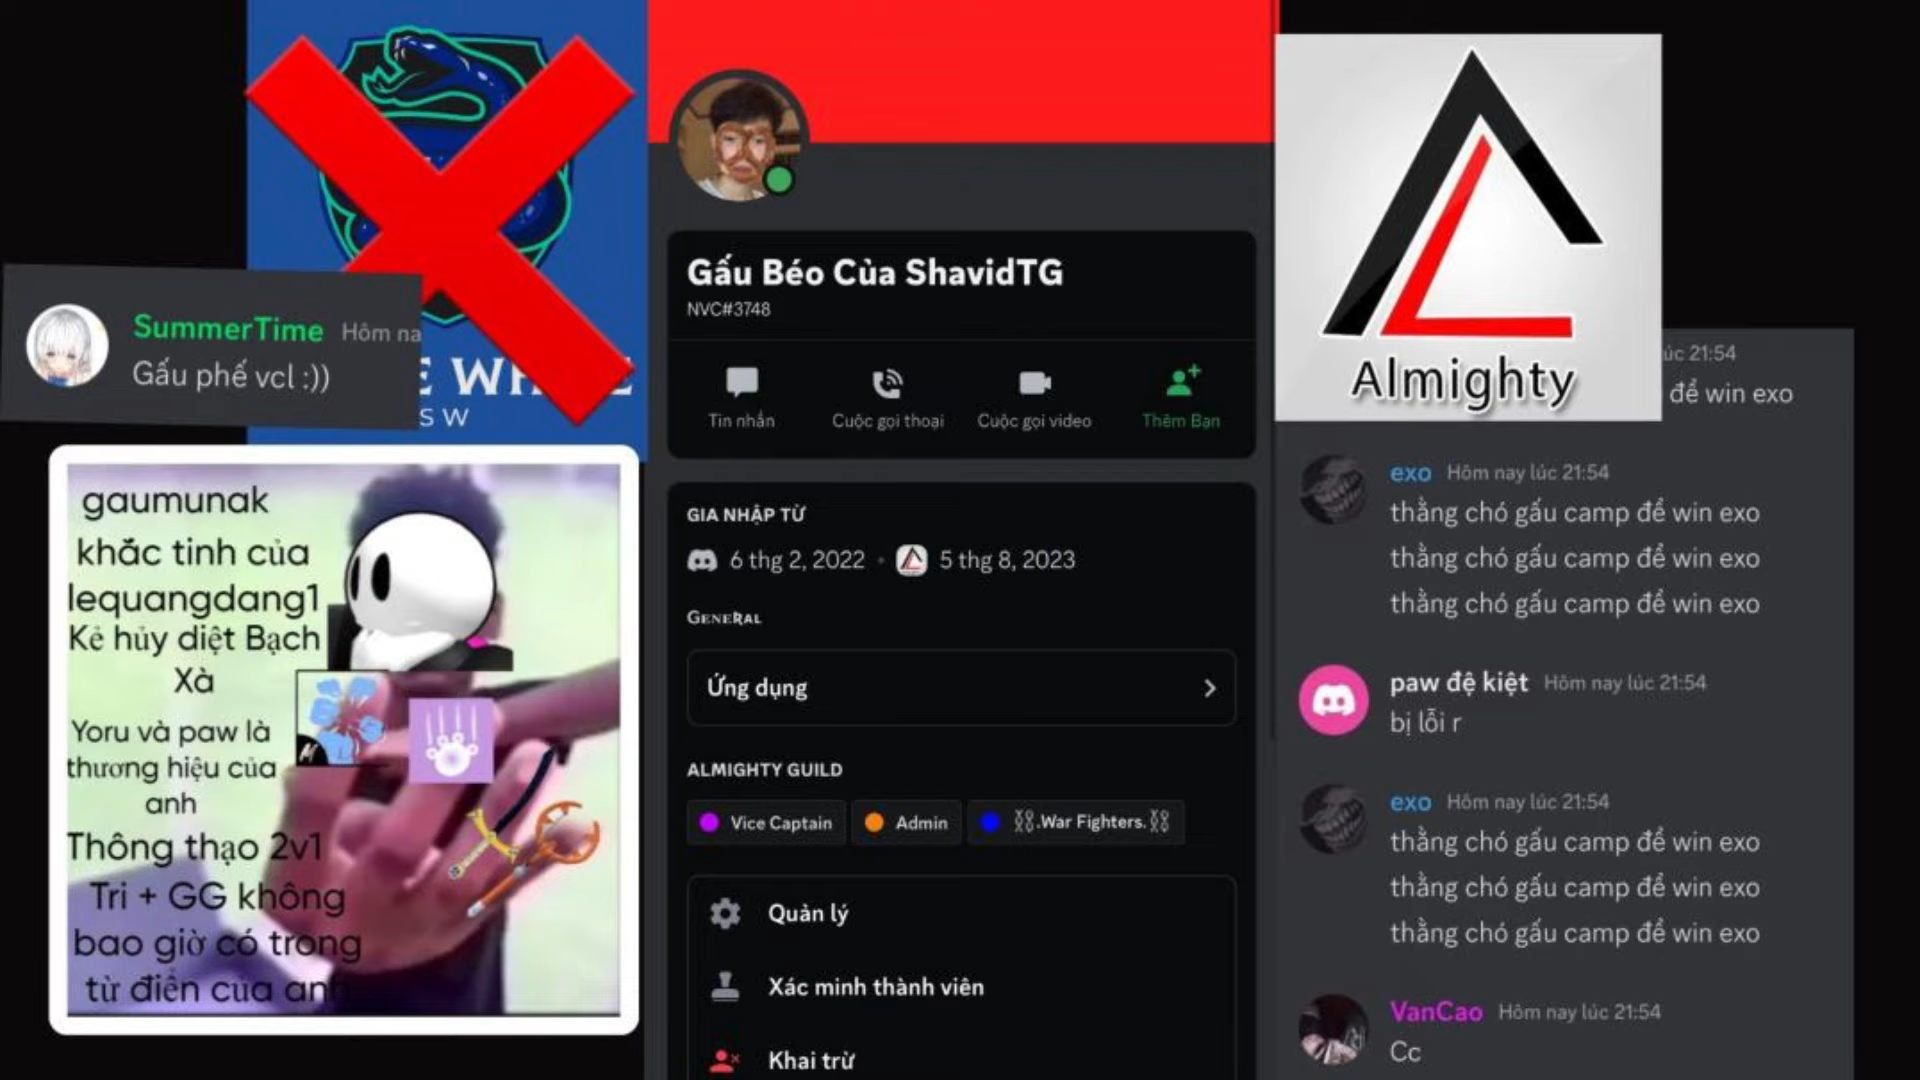 SummerTime Hôm na
Gấu phế vcl :))
E WH
S W
gaumunak
khắc tinh của
lequangdang1
Kẻ hủy diệt Bạch
Xà
Yoru và paw là
thương hiệu của
anh
Thông thạo 2v1
Tri + GG không
bao giờ có trong
từ điển của anh
Gấu Béo Của ShavidTG
NVC#3748
Tin nhắn
Cuộc gọi thoại
Cuộc gọi video
Thêm Bạn
GIA NHẬP TỪ
6 thg 2, 2022 • 5 thg 8, 2023
GENERAL
Ứng dụng
ALMIGHTY GUILD
Vice Captain
Admin
.War Fighters.
Quản lý
Xác minh thành viên
Khai trừ
Almighty
úc 21:54
để win exo
exo Hôm nay lúc 21:54
thằng chó gấu camp để win exo
thằng chó gấu camp để win exo
thằng chó gấu camp để win exo
paw đệ kiệt Hôm nay lúc 21:54
bị lỗi r
exo Hôm nay lúc 21:54
thằng chó gấu camp để win exo
thằng chó gấu camp để win exo
thằng chó gấu camp để win exo
VanCao Hôm nay lúc 21:54
Cc